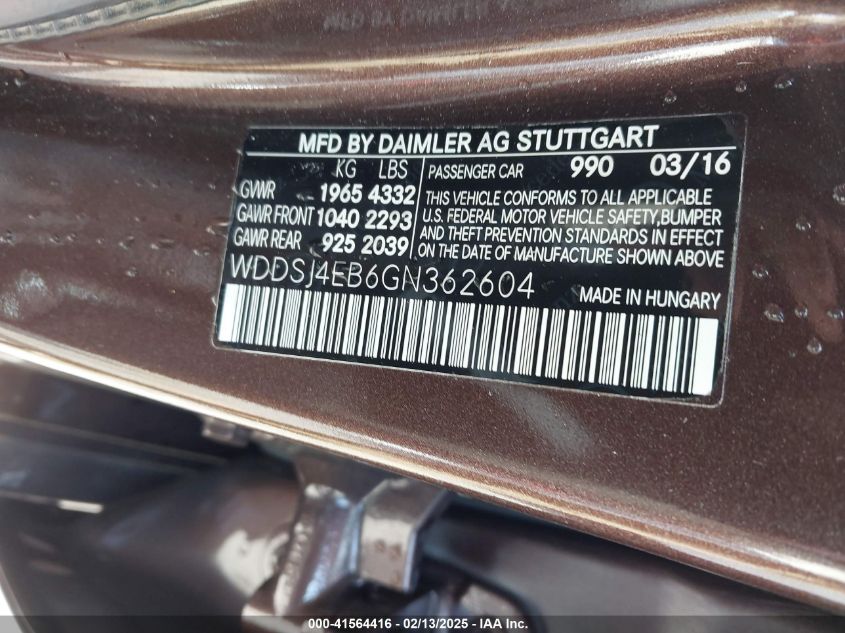 MFD BY DAIMLER AG STUTTGART
KG LBS
GVWR 1965 4332
GAWR FRONT 1040 2293
GAWR REAR 925 2039
PASSENGER CAR 990 03/16
THIS VEHICLE CONFORMS TO ALL APPLICABLE
U.S. FEDERAL MOTOR VEHICLE SAFETY,BUMPER
AND THEFT PREVENTION STANDARDS IN EFFECT
ON THE DATE OF MANUFACTURE SHOWN ABOVE.
WDDSJ4EB6GN362604
MADE IN HUNGARY
000-41564416 - 02/13/2025 - IAA Inc.